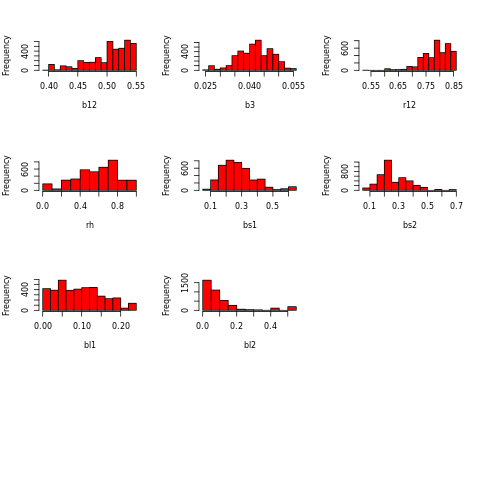 Frequency
0 400
0.40 0.45 0.50 0.55
b12
Frequency
0 400
0.025 0.040 0.055
b3
Frequency
0 600
0.55 0.65 0.75 0.85
r12
Frequency
0 600
0.0 0.4 0.8
rh
Frequency
0 600
0.1 0.3 0.5
bs1
Frequency
0 800
0.1 0.3 0.5 0.7
bs2
Frequency
0 400
0.00 0.10 0.20
bl1
Frequency
0 1500
0.0 0.2 0.4
bl2